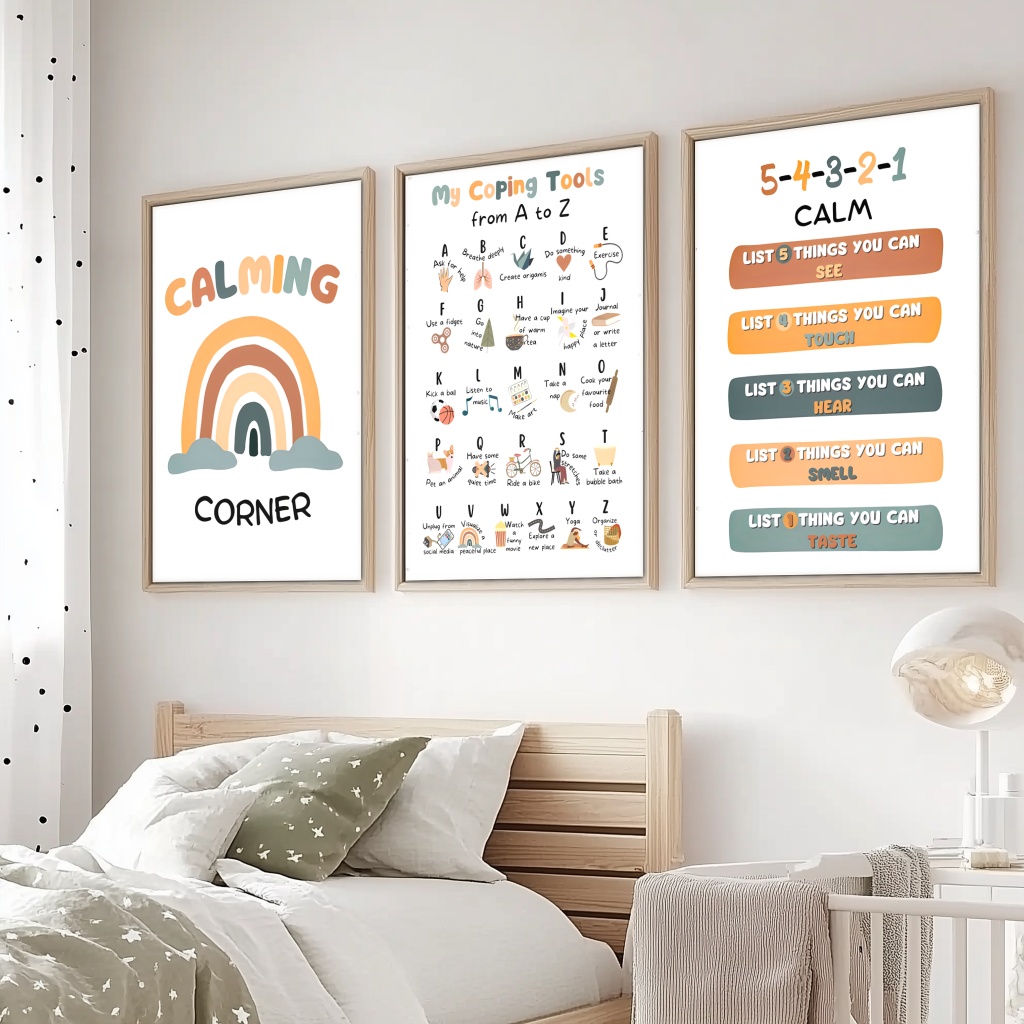 CALMING
CORNER
My Coping Tools
from A to Z
A
Ask for help
B
Breathe deeply
C
Create origamis
D
Do something
kind
E
Exercise
F
Use a fidget
G
Go
into
nature
H
Have a cup
of warm
tea
I
Imagine your
happy place
J
Journal
or write
a letter
K
Kick a ball
L
Listen to
music
M
Make art
N
Take a
nap
O
Cook your
favourite
food
P
Pet an animal
Q
Have some
quiet time
R
Ride a bike
S
Do some
stretches
T
Take a
bubble bath
U
Unplug from
social media
V
Visualize a
peaceful place
W
Watch
a
funny
movie
X
Explore a
new place
Y
Yoga
Z
Organize
or declutter
5-4-3-2-1
CALM
LIST 5 THINGS YOU CAN
SEE
LIST 4 THINGS YOU CAN
TOUCH
LIST 3 THINGS YOU CAN
HEAR
LIST 2 THINGS YOU CAN
SMELL
LIST 1 THING YOU CAN
TASTE